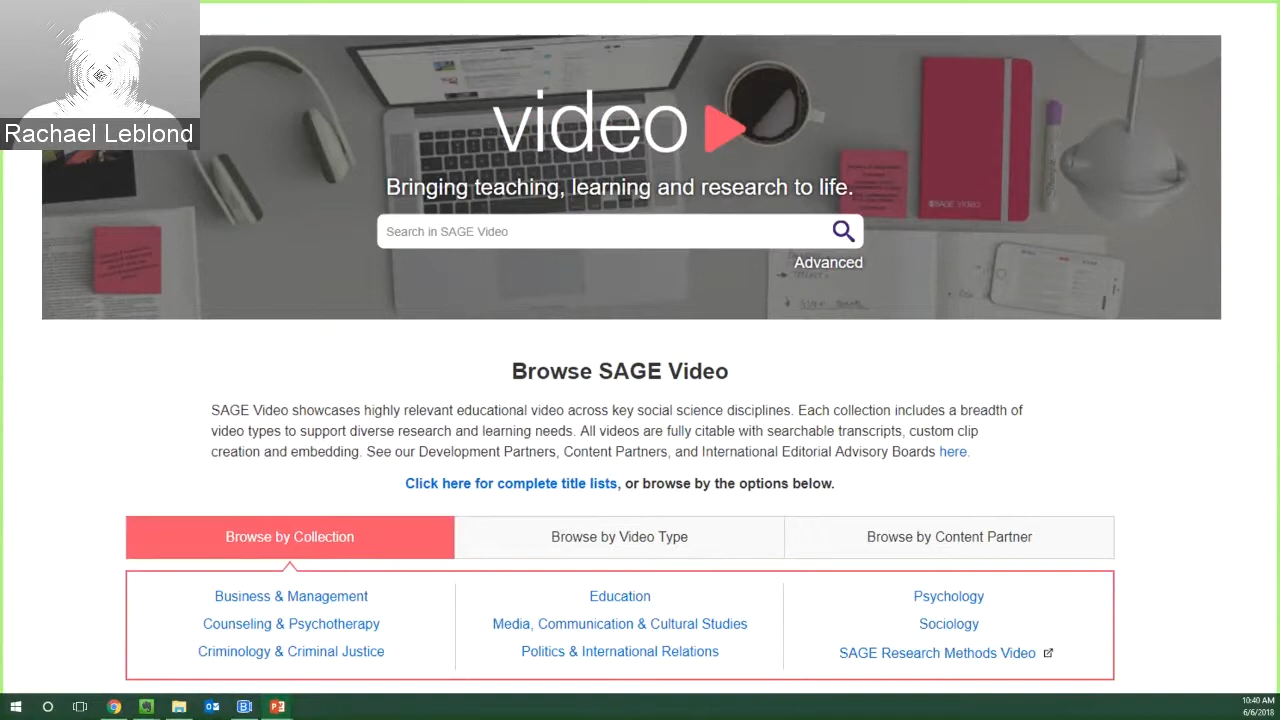 Rachael Leblond
video
Bringing teaching, learning and research to life.
Search in SAGE Video
Advanced
SAGE VIDEO
Browse SAGE Video
SAGE Video showcases highly relevant educational video across key social science disciplines. Each collection includes a breadth of
video types to support diverse research and learning needs. All videos are fully citable with searchable transcripts, custom clip
creation and embedding. See our Development Partners, Content Partners, and International Editorial Advisory Boards here.
Click here for complete title lists, or browse by the options below.
Browse by Collection
Browse by Video Type
Browse by Content Partner
Business & Management
Education
Psychology
Counseling & Psychotherapy
Media, Communication & Cultural Studies
Sociology
Criminology & Criminal Justice
Politics & International Relations
SAGE Research Methods Video
10:40 AM
6/6/2018